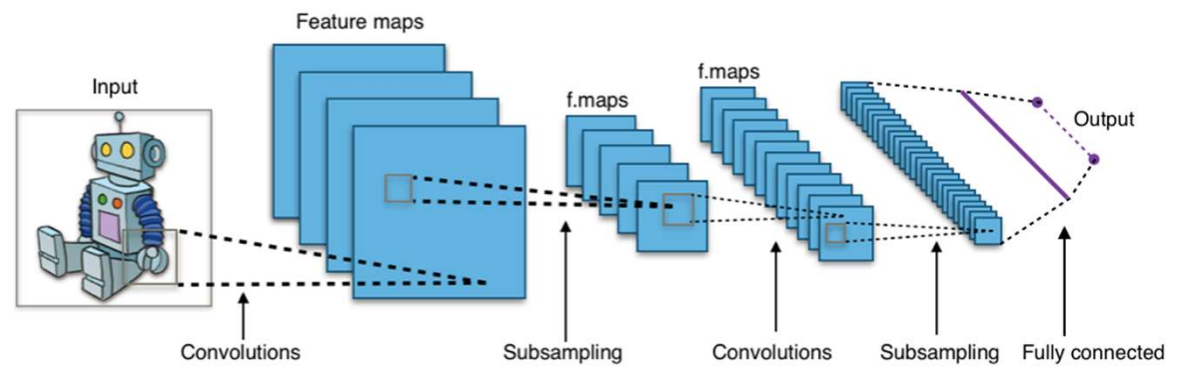 Feature maps
Input
f.maps
f.maps
Output
Convolutions
Subsampling
Convolutions
Subsampling
Fully connected